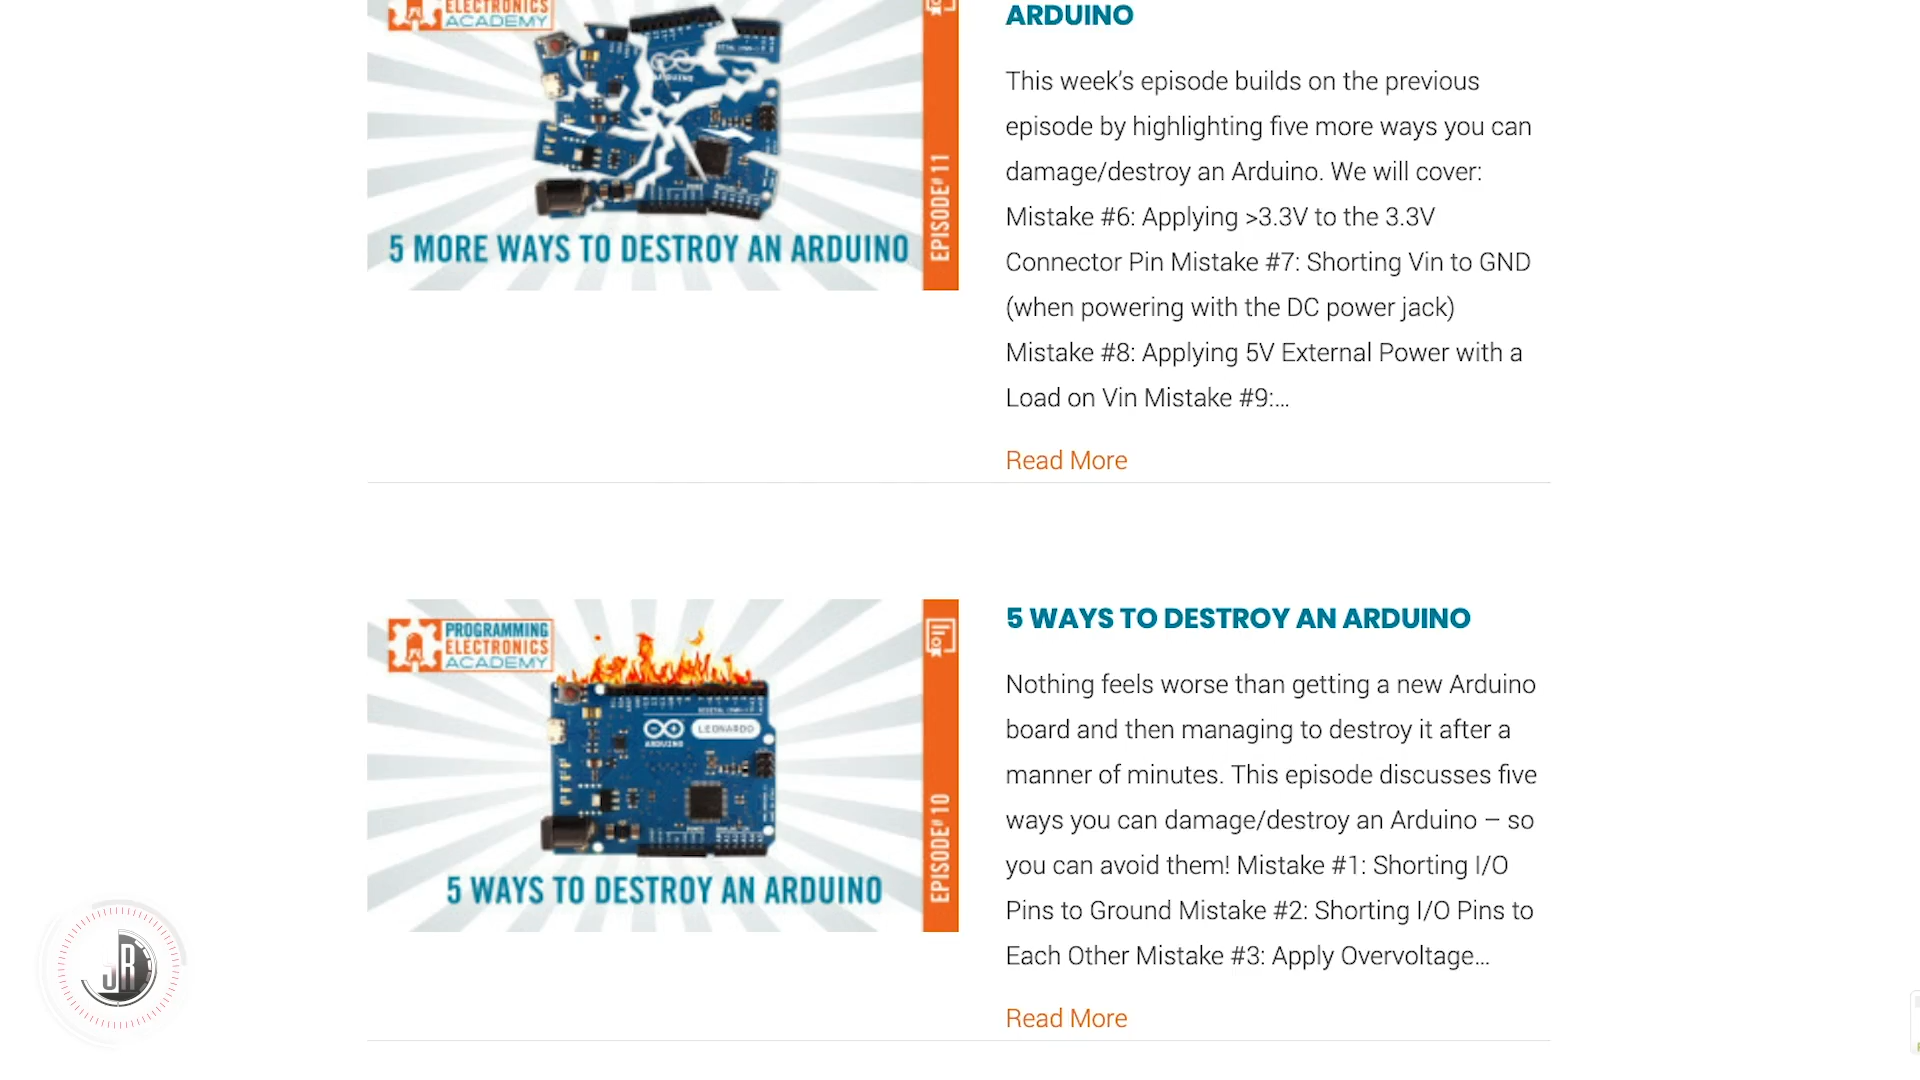 ELECTRONICS
ACADEMY
ARDUINO
EPISODE# 11
5 MORE WAYS TO DESTROY AN ARDUINO
ARDUINO
This week’s episode builds on the previous
episode by highlighting five more ways you can
damage/destroy an Arduino. We will cover:
Mistake #6: Applying >3.3V to the 3.3V
Connector Pin Mistake #7: Shorting Vin to GND
(when powering with the DC power jack)
Mistake #8: Applying 5V External Power with a
Load on Vin Mistake #9:...
Read More
PROGRAMMING
ELECTRONICS
ACADEMY
LEONARDO
ARDUINO
EPISODE# 10
5 WAYS TO DESTROY AN ARDUINO
5 WAYS TO DESTROY AN ARDUINO
Nothing feels worse than getting a new Arduino
board and then managing to destroy it after a
manner of minutes. This episode discusses five
ways you can damage/destroy an Arduino – so
you can avoid them! Mistake #1: Shorting I/O
Pins to Ground Mistake #2: Shorting I/O Pins to
Each Other Mistake #3: Apply Overvoltage...
Read More
JR